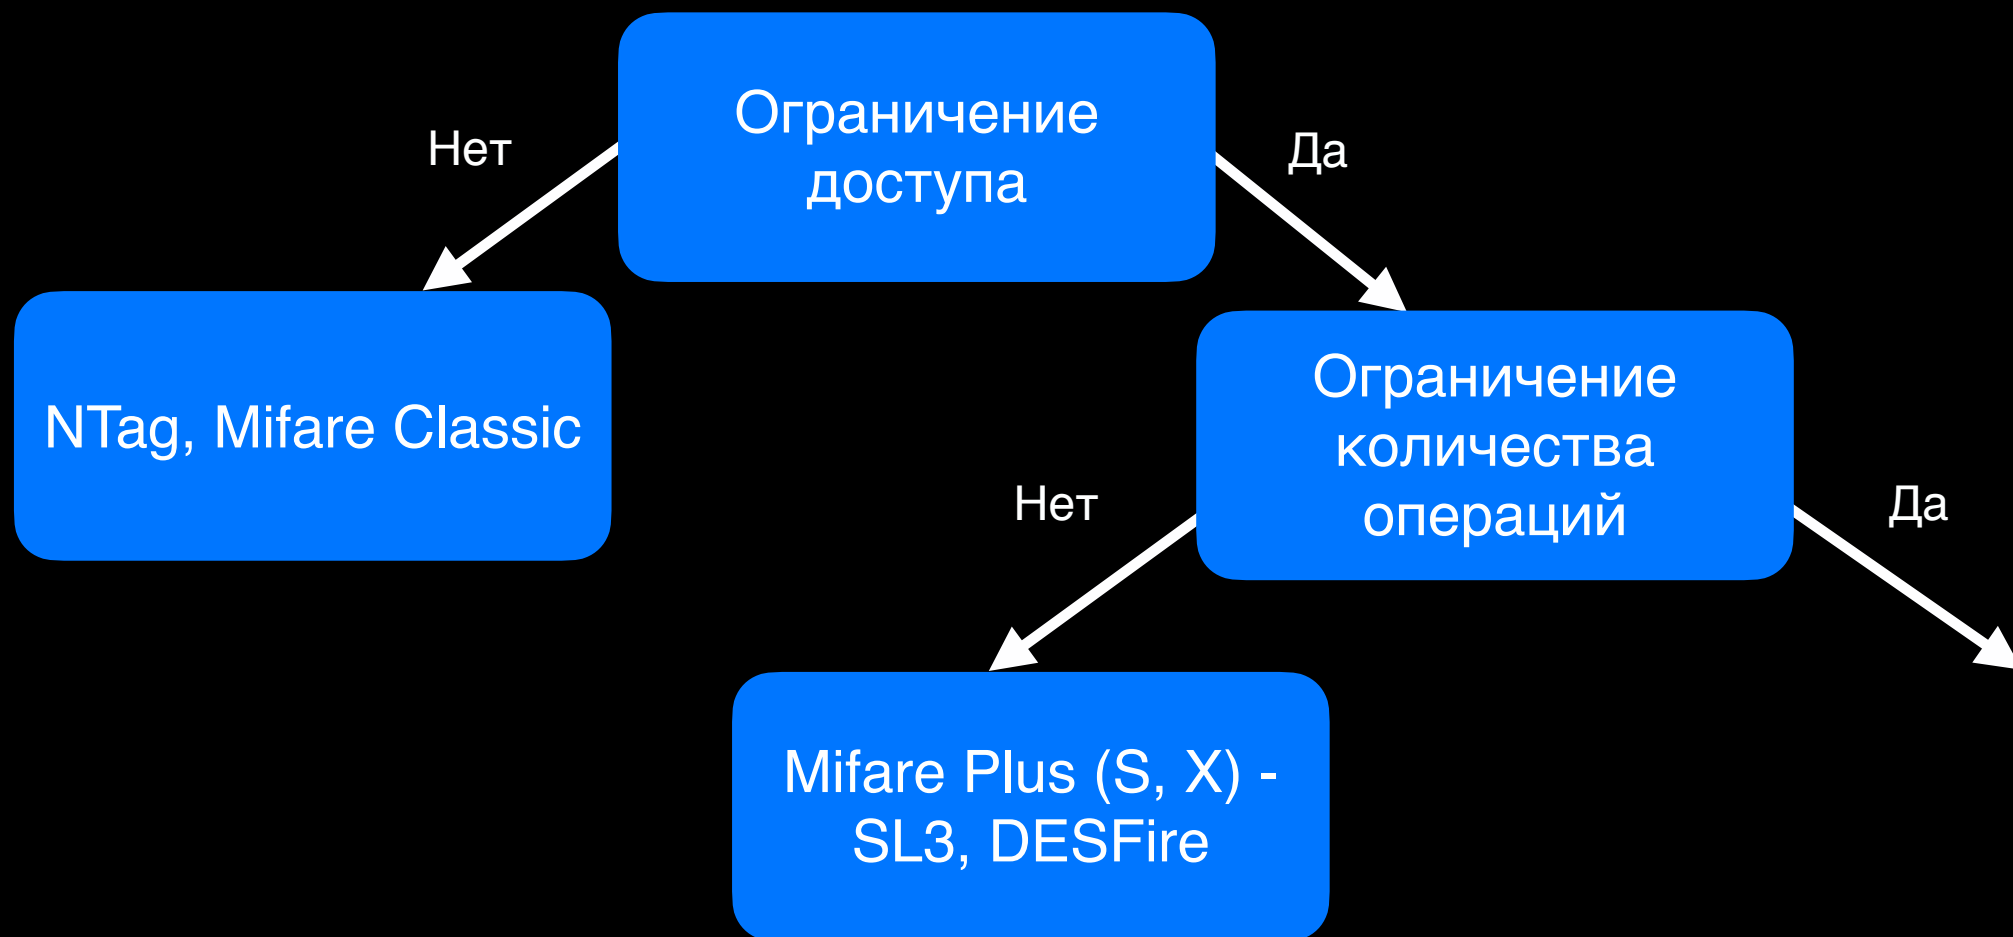 Ограничение
доступа
Нет
Да
NTag, Mifare Classic
Ограничение
количества
операций
Нет
Да
Mifare Plus (S, X) -
SL3, DESFire